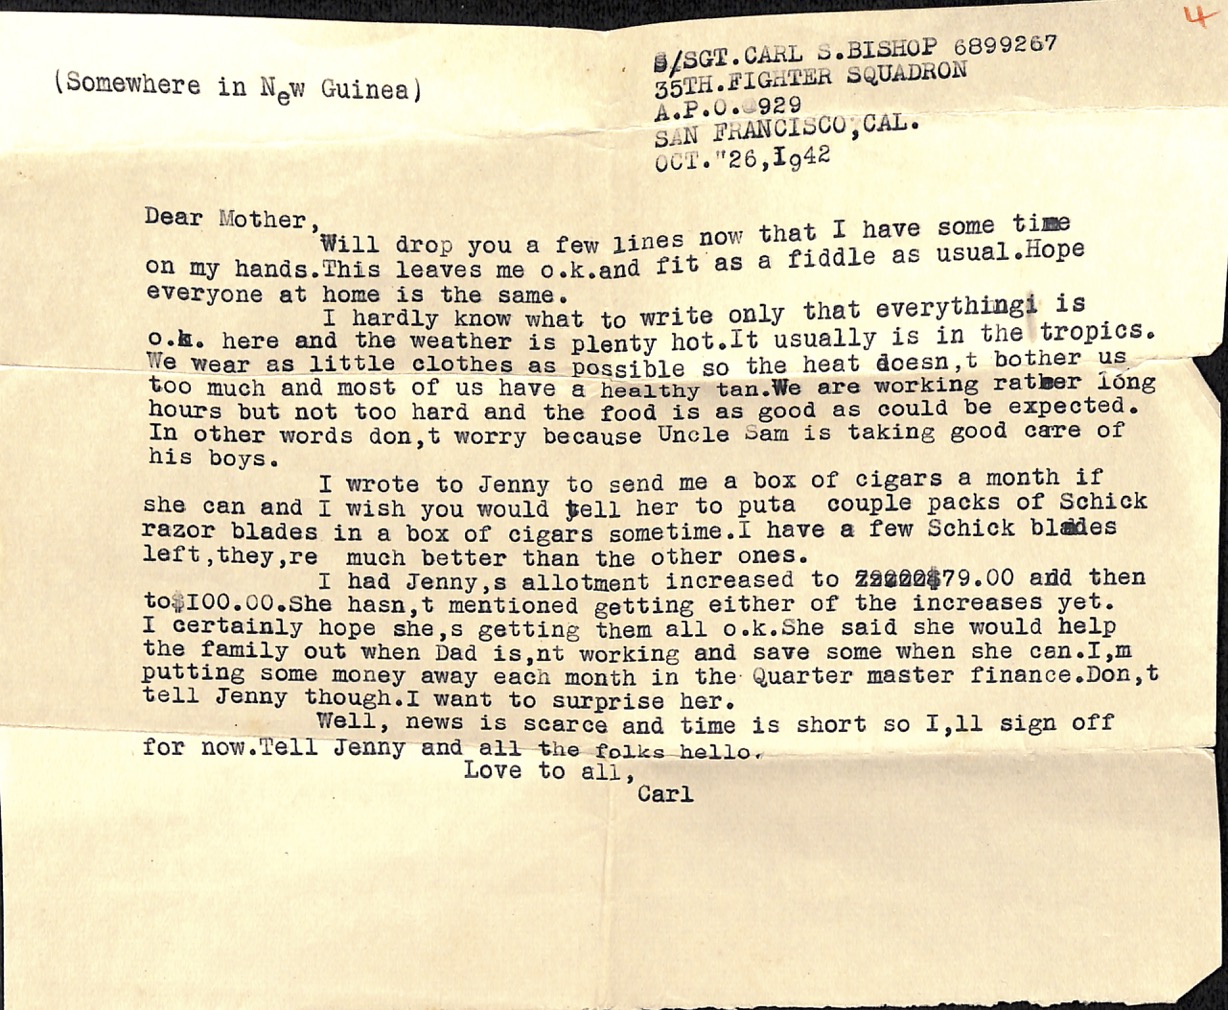 4
(Somewhere in New Guinea)
S/SGT.CARL S.BISHOP 6899267
35TH.FIGHTER SQUADRON
A.P.O. 929
SAN FRANCISCO,CAL.
OCT."26,I942
Dear Mother,
Will drop you a few lines now that I have some time
on my hands.This leaves me o.k.and fit as a fiddle as usual.Hope
everyone at home is the same.
I hardly know what to write only that everythingi is
o.k. here and the weather is plenty hot.It usually is in the tropics.
We wear as little clothes as possible so the heat doesn,t bother us
too much and most of us have a healthy tan.We are working rather long
hours but not too hard and the food is as good as could be expected.
In other words don,t worry because Uncle Sam is taking good care of
his boys.
I wrote to Jenny to send me a box of cigars a month if
she can and I wish you would tell her to puta  couple packs of Schick
razor blades in a box of cigars sometime.I have a few Schick blades
left,they,re  much better than the other ones.
I had Jenny,s allotment increased to $79.00 and then
to$I00.00.She hasn,t mentioned getting either of the increases yet.
I certainly hope she,s getting them all o.k.She said she would help
the family out when Dad is,nt working and save some when she can.I,m
putting some money away each month in the Quarter master finance.Don,t
tell Jenny though.I want to surprise her.
Well, news is scarce and time is short so I,ll sign off
for now.Tell Jenny and all the folks hello.
Love to all,
Carl